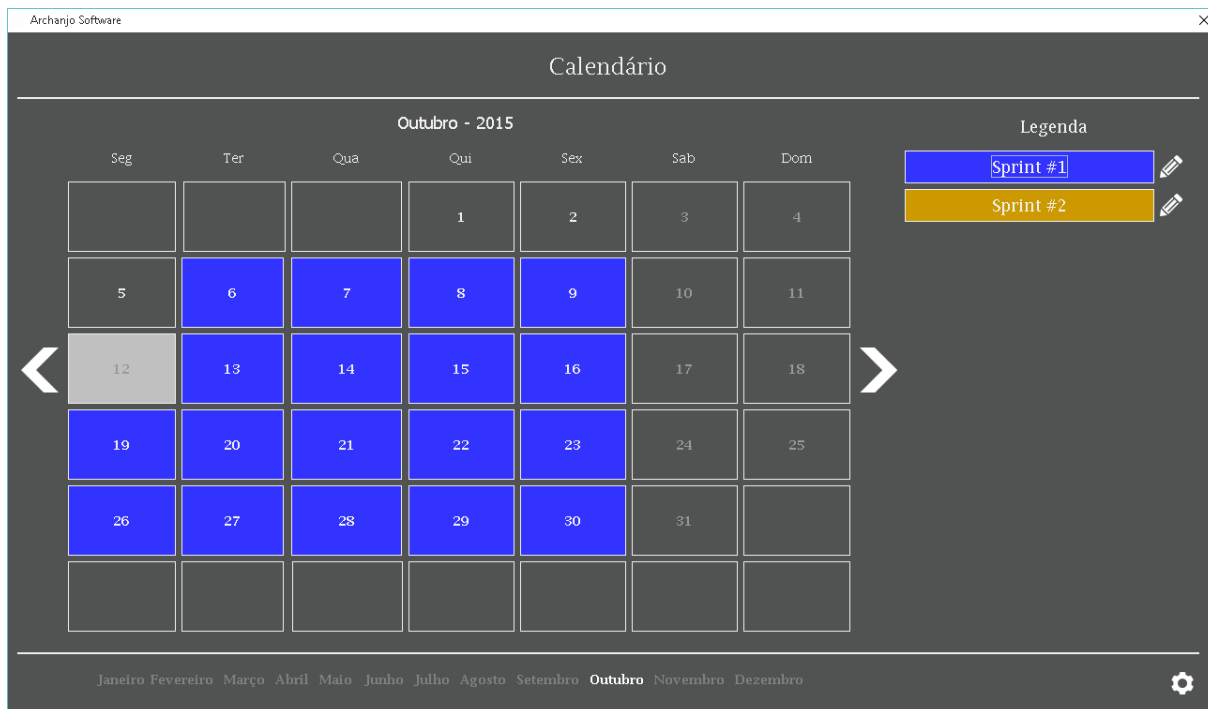 Archanjo Software
Calendário
Outubro - 2015
Seg Ter Qua Qui Sex Sab Dom
1 2 3 4
5 6 7 8 9 10 11
12 13 14 15 16 17 18
19 20 21 22 23 24 25
26 27 28 29 30 31
Legenda
Sprint #1
Sprint #2
Janeiro Fevereiro Março Abril Maio Junho Julho Agosto Setembro Outubro Novembro Dezembro